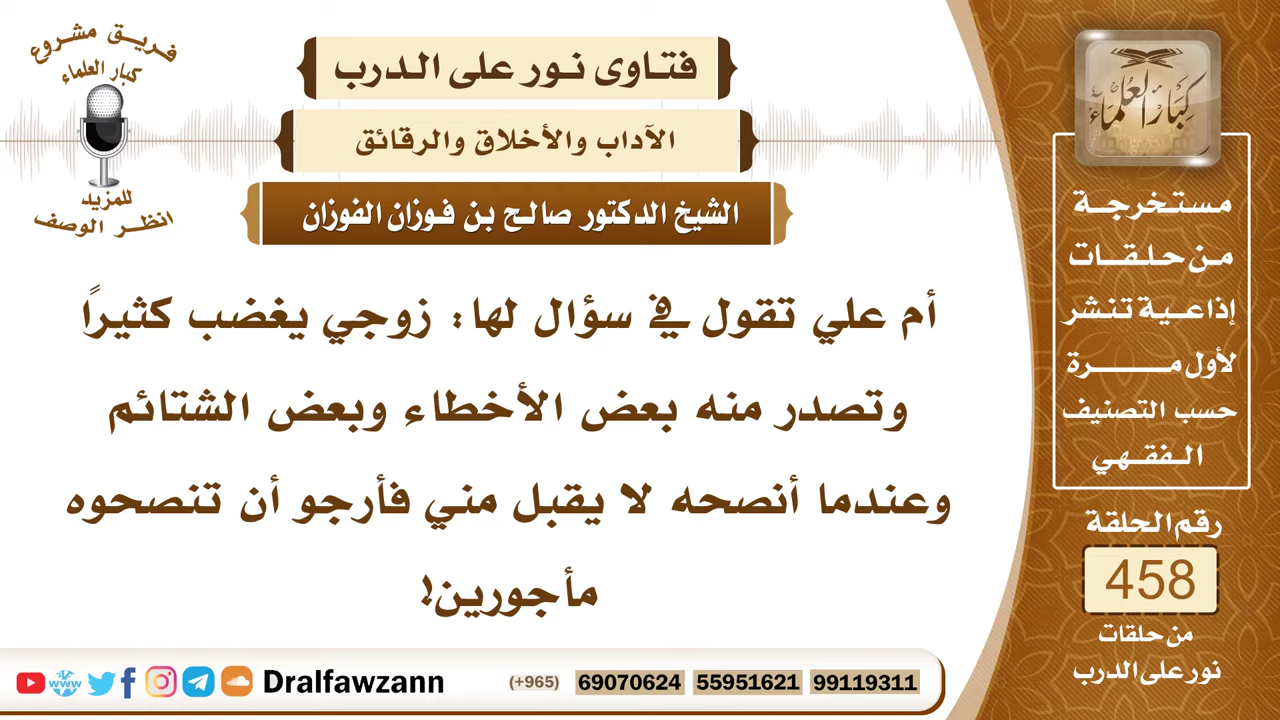 فريق مشروع
كبار العلماء
للمزيد
انظر الوصف
فتاوى نور على الدرب
الآداب والأخلاق والرقائق
الشيخ الدكتور صالح بن فوزان الفوزان
أم علي تقول في سؤال لها: زوجي يغضب كثيرًا
وتصدر منه بعض الأخطاء وبعض الشتائم
وعندما أنصحه لا يقبل مني فأرجو أن تنصحوه
مأجورين!
كبار العلماء
مستخرجة
من حلقات
إذاعية تنشر
لأول مرة
حسب التصنيف
الفقهي
رقم الحلقة
458
من حلقات
نور على الدرب
www Dralfawzann (+965) 69070624 55951621 99119311